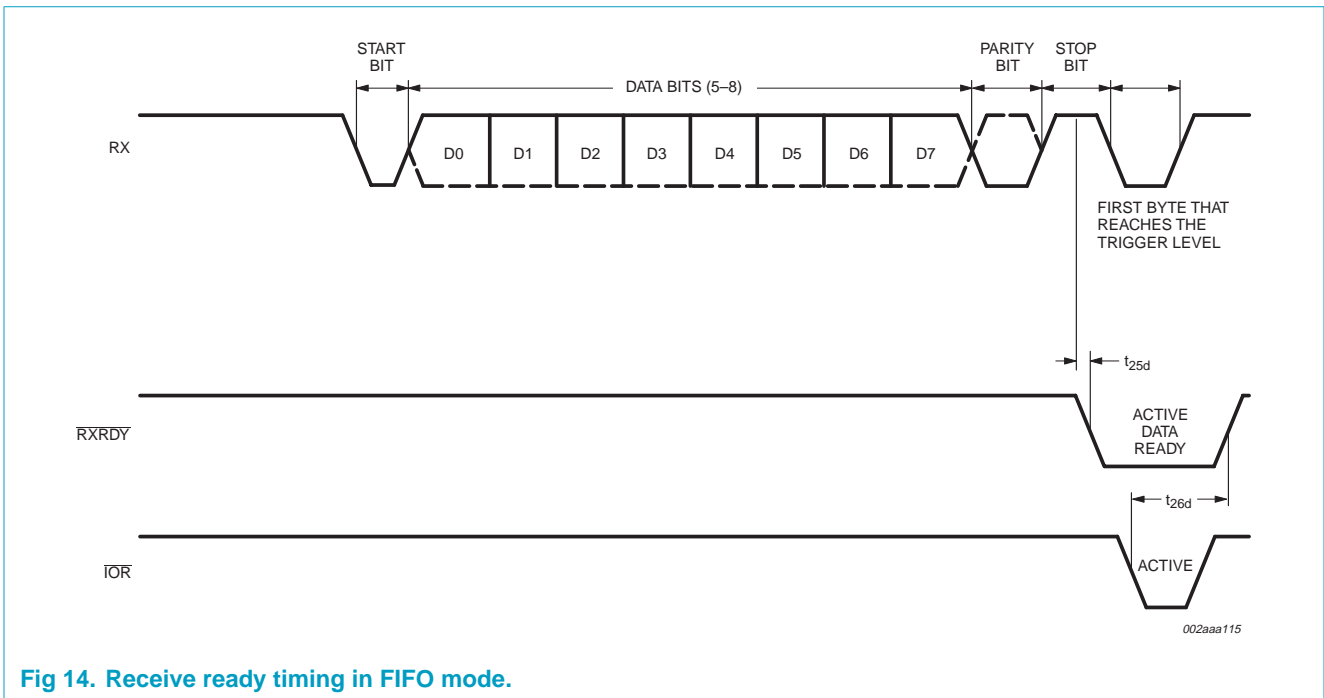 START
BIT
DATA BITS (5–8)
PARITY
BIT
STOP
BIT
RX
D0 D1 D2 D3 D4 D5 D6 D7
FIRST BYTE THAT
REACHES THE
TRIGGER LEVEL
t25d
RXRDY
ACTIVE
DATA
READY
t26d
IOR
ACTIVE
002aaa115
Fig 14. Receive ready timing in FIFO mode.